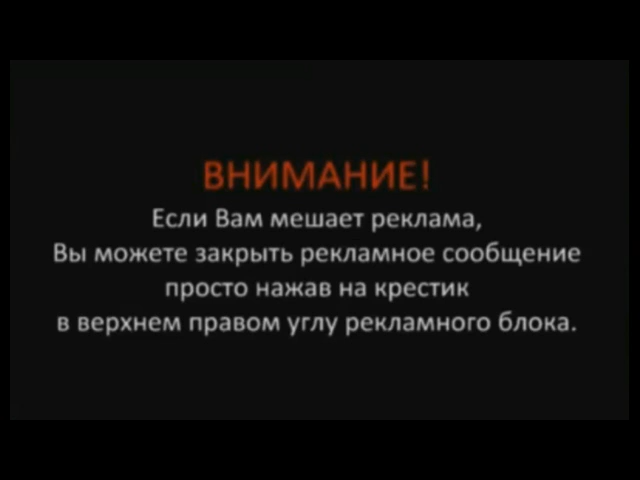 ВНИМАНИЕ!
Если Вам мешает реклама,
Вы можете закрыть рекламное сообщение
просто нажав на крестик
в верхнем правом углу рекламного блока.